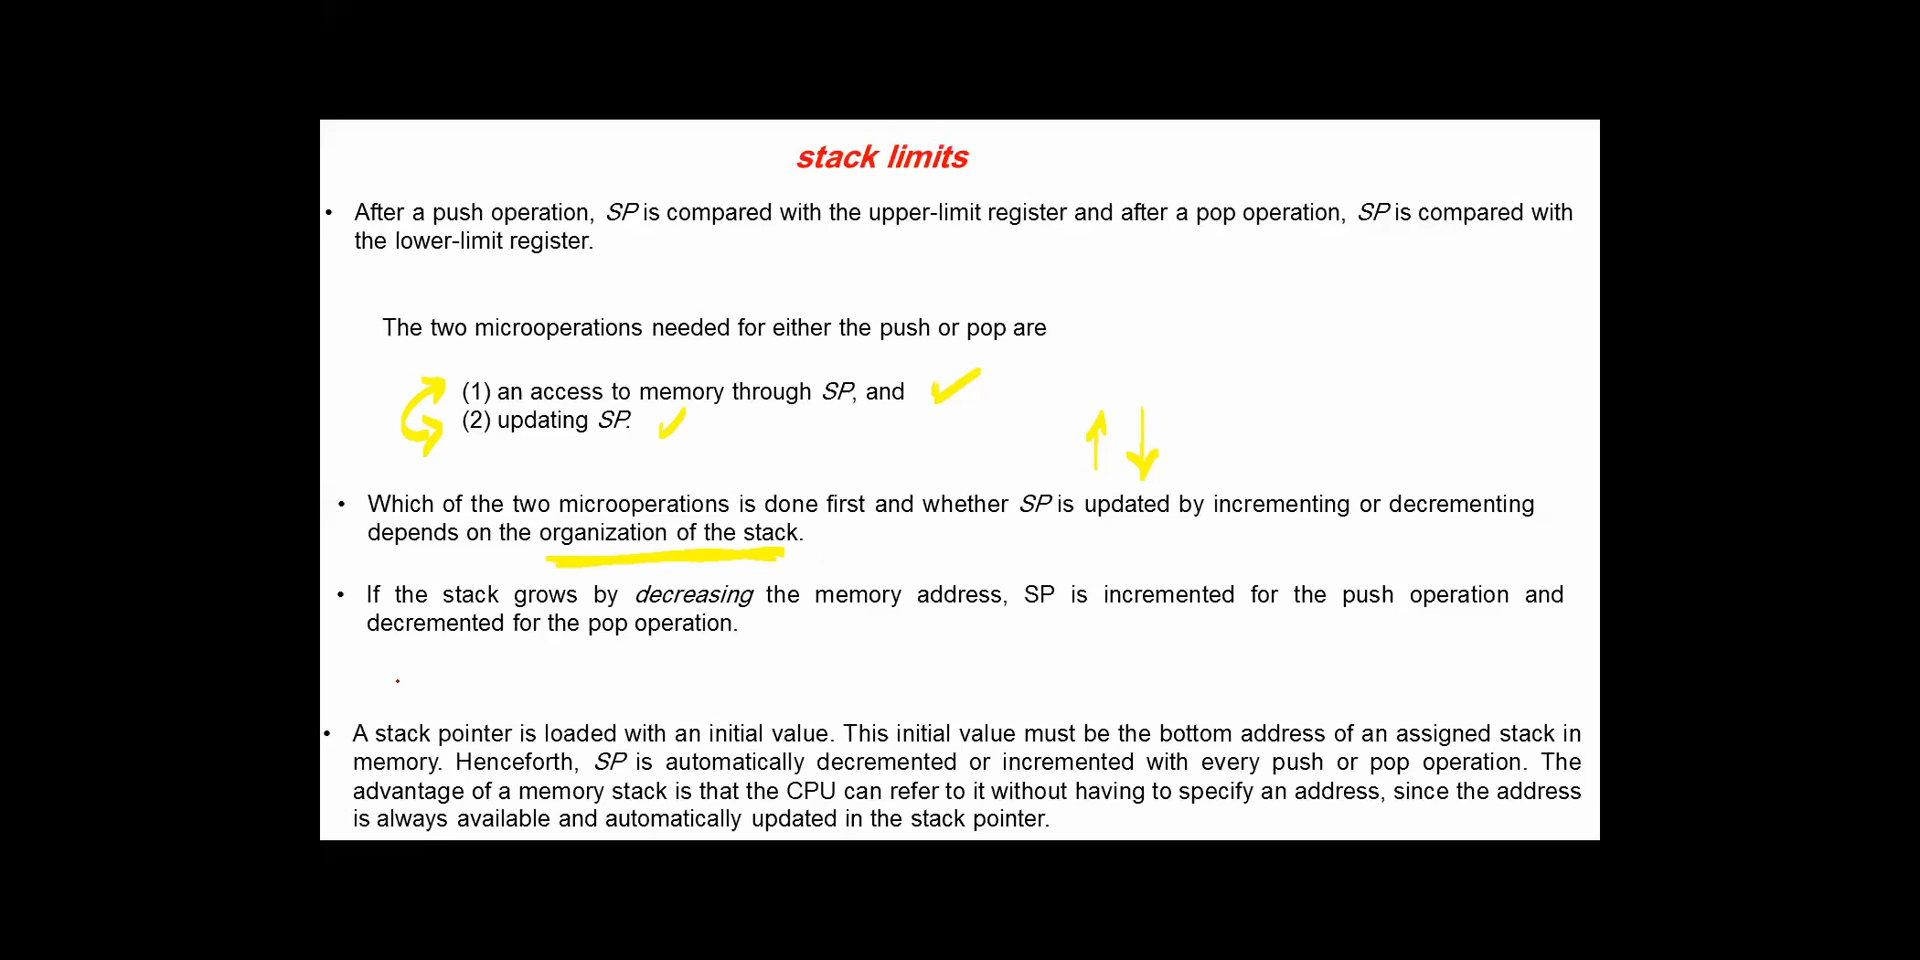 stack limits
• After a push operation, SP is compared with the upper-limit register and after a pop operation, SP is compared with
the lower-limit register.
The two microoperations needed for either the push or pop are
(1) an access to memory through SP, and
(2) updating SP.
• Which of the two microoperations is done first and whether SP is updated by incrementing or decrementing
depends on the organization of the stack.
• If the stack grows by decreasing the memory address, SP is incremented for the push operation and
decremented for the pop operation.
• A stack pointer is loaded with an initial value. This initial value must be the bottom address of an assigned stack in
memory. Henceforth, SP is automatically decremented or incremented with every push or pop operation. The
advantage of a memory stack is that the CPU can refer to it without having to specify an address, since the address
is always available and automatically updated in the stack pointer.